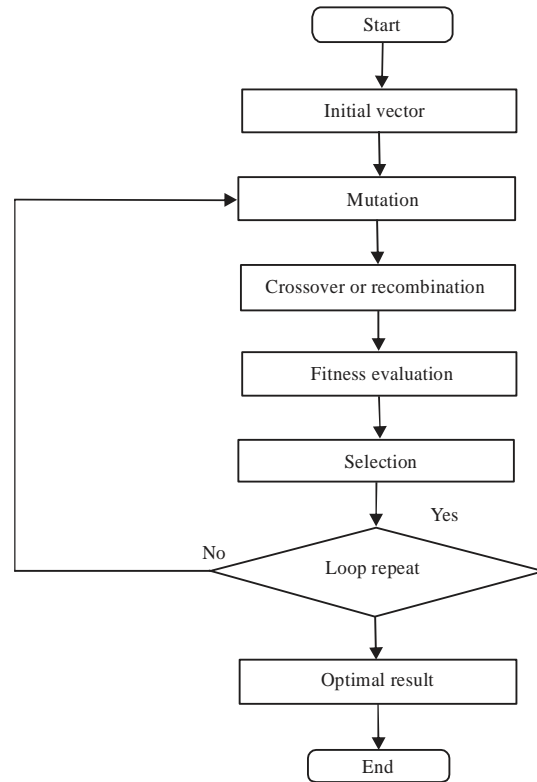 Start
Initial vector
Mutation
Crossover or recombination
Fitness evaluation
Selection
Yes
No
Loop repeat
Optimal result
End